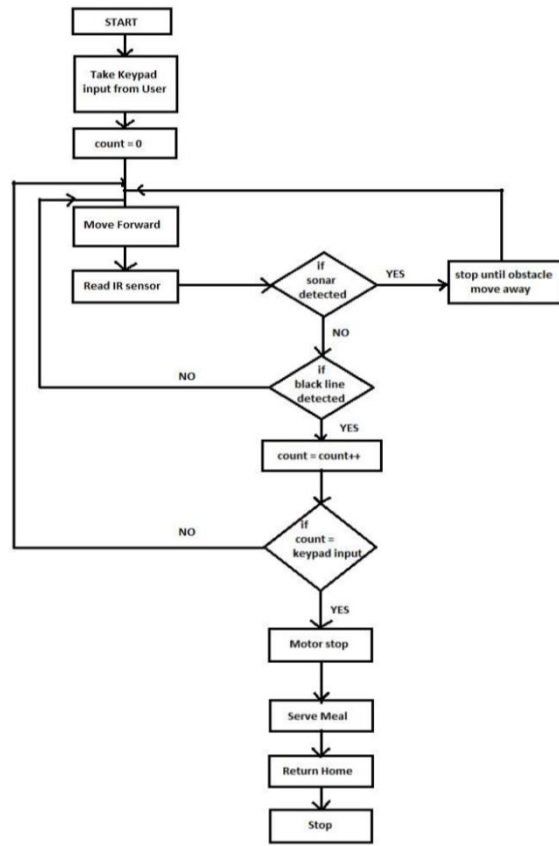 START
Take Keypad
input from User
count = 0
Move Forward
Read IR sensor
if
sonar
detected
YES
stop until obstacle
move away
NO
if
black line
detected
NO
YES
count = count++
if
count =
keypad input
NO
YES
Motor stop
Serve Meal
Return Home
Stop